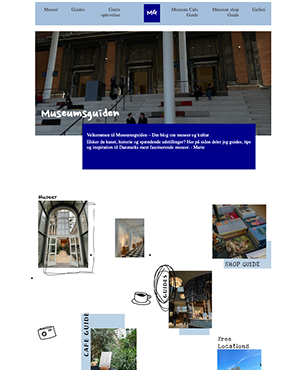 Museer
Guides
Gratis
oplevelser
MG
Museum Cafe
Guide
Museum shop
Guide
Galleri
Museumsguiden
Velkommen til Museumsguiden – Din blog om museer og kultur
Elsker du kunst, historie og spændende udstillinger? Her på siden deler jeg guides, tips
og inspiration til Danmarks mest fascinerende museer. - Marie
Museer
SHOP GUIDE
GUIDES
CAFE GUIDE
Free
Locations